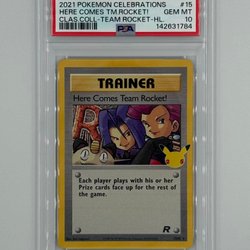 2021 POKEMON CELEBRATIONS #15
HERE COMES TM.ROCKET! GEM MT
CLAS.COLL-TEAM ROCKET-HL. 10
PSA 142631784
TRAINER
Here Comes Team Rocket!
Each player plays with his or her
Prize cards face up for the rest of
the game.
R